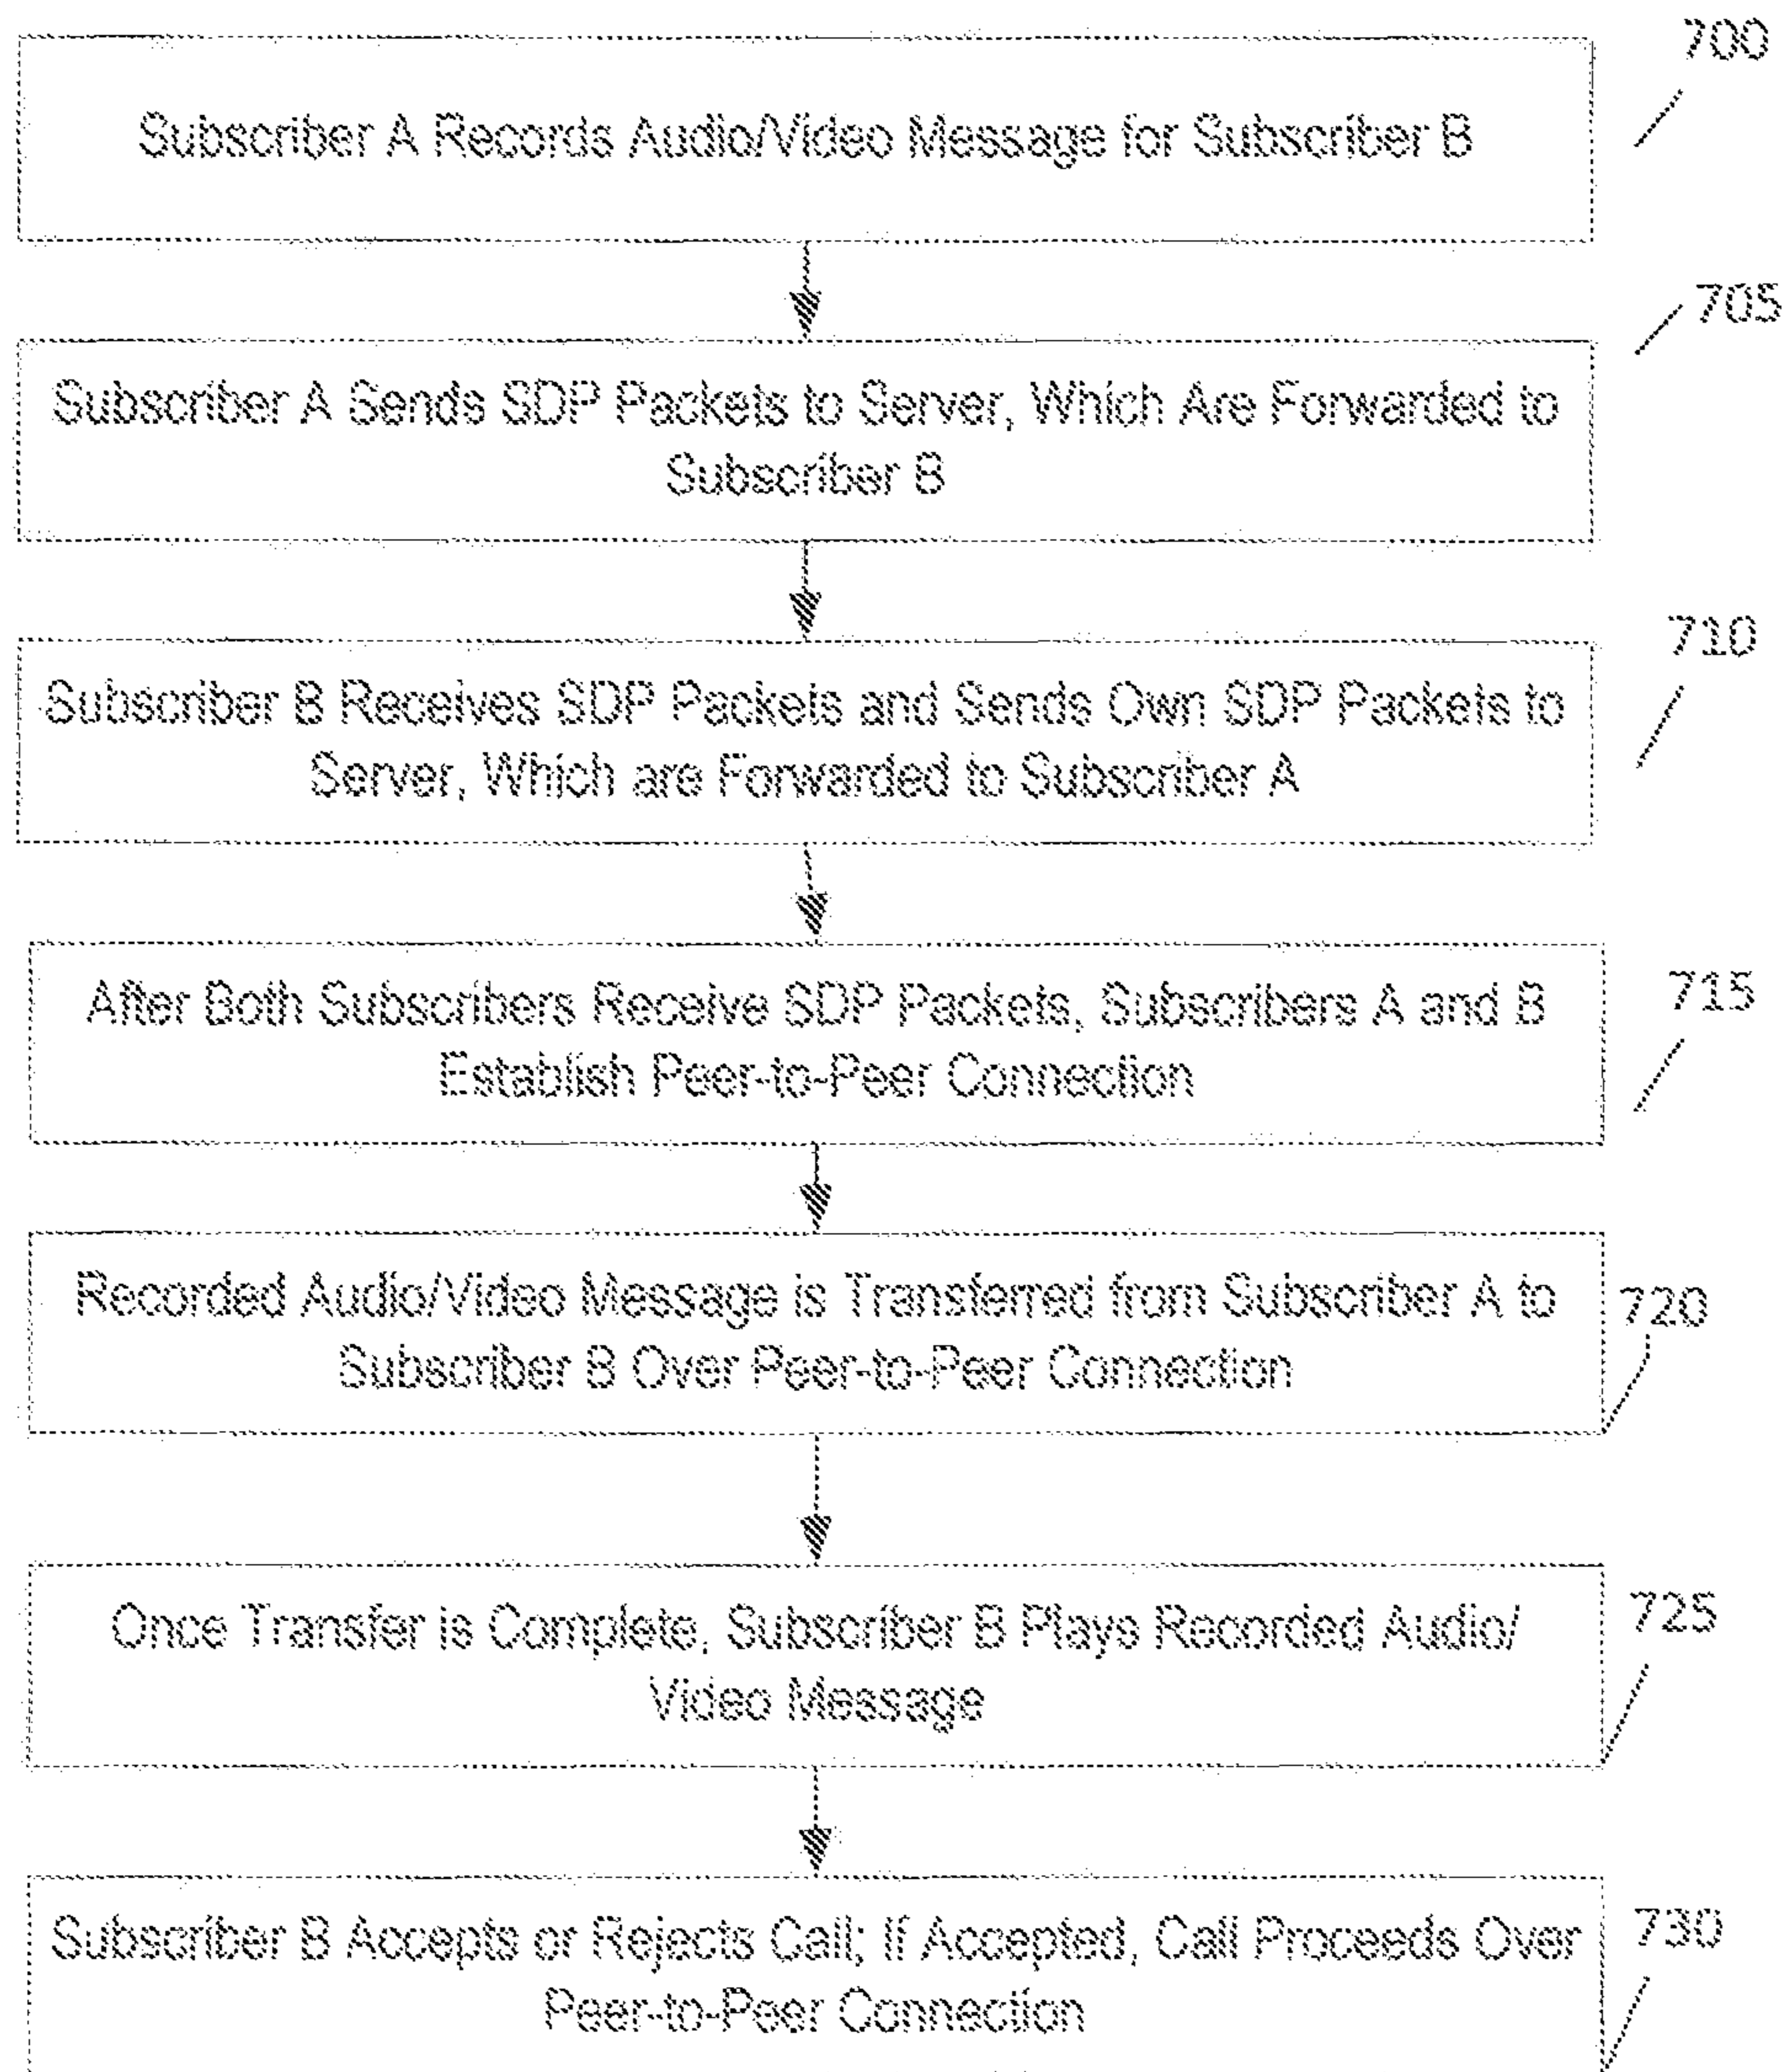 700
Subscriber A Records Audio/Video Message for Subscriber B
705
Subscriber A Sends SDP Packets to Server, Which Are Forwarded to
Subscriber B
710
Subscriber B Receives SDP Packets and Sends Own SDP Packets to
Server, Which are Forwarded to Subscriber A
715
After Both Subscribers Receive SDP Packets, Subscribers A and B
Establish Peer-to-Peer Connection
720
Recorded Audio/Video Message is Transferred from Subscriber A to
Subscriber B Over Peer-to-Peer Connection
725
Once Transfer is Complete, Subscriber B Plays Recorded Audio/
Video Message
730
Subscriber B Accepts or Rejects Call; If Accepted, Call Proceeds Over
Peer-to-Peer Connection